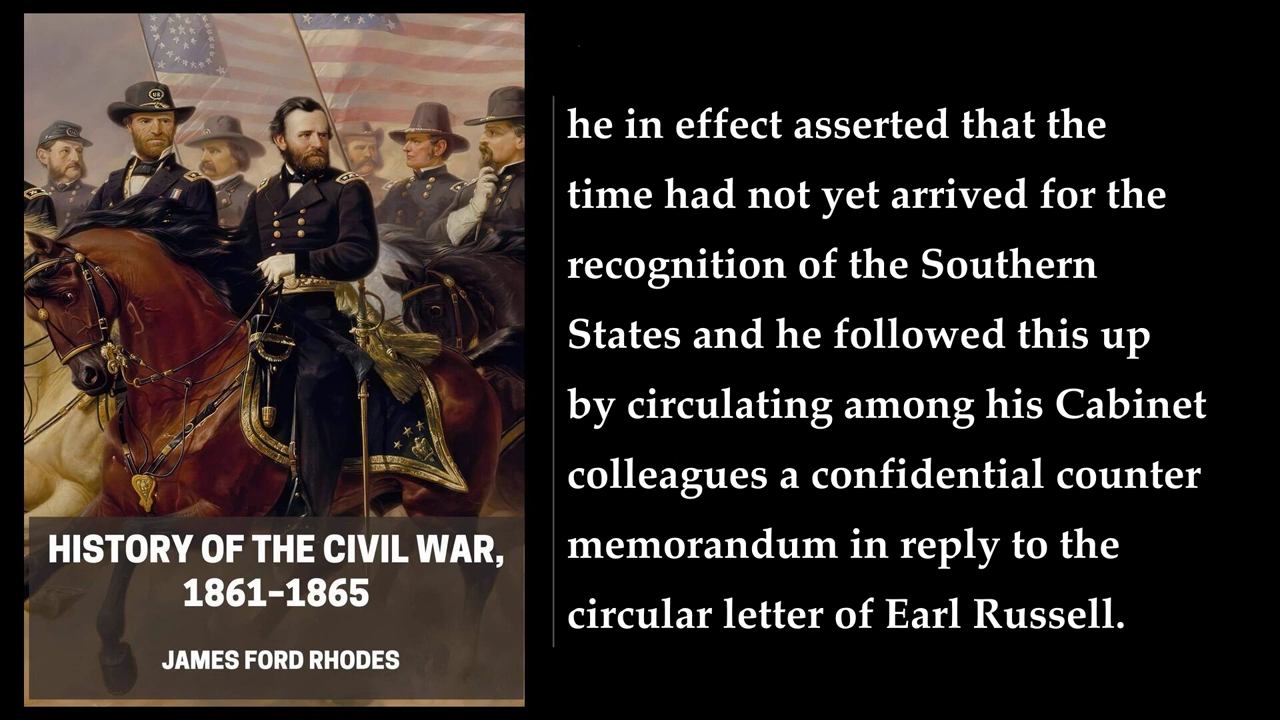 HISTORY OF THE CIVIL WAR,
1861-1865
JAMES FORD RHODES
he in effect asserted that the
time had not yet arrived for the
recognition of the Southern
States and he followed this up
by circulating among his Cabinet
colleagues a confidential counter
memorandum in reply to the
circular letter of Earl Russell.